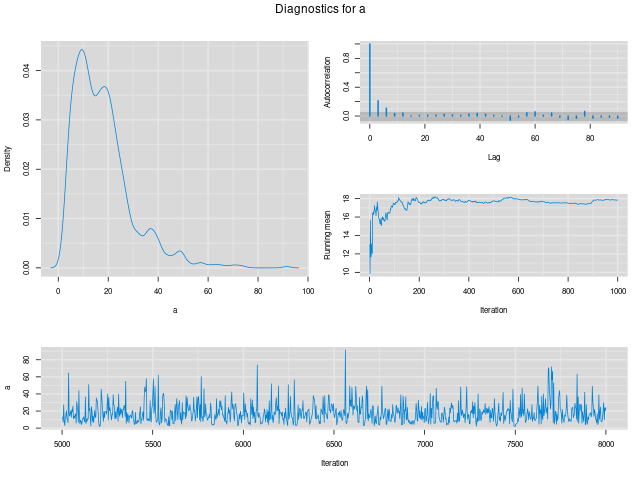 Diagnostics for a
Density
0.00 0.01 0.02 0.03 0.04
0 20 40 60 80 100
a
Autocorrelation
0.0 0.4 0.8
0 20 40 60 80
Lag
Running mean
10 12 14 16 18
0 200 400 600 800 1000
Iteration
a
0 20 40 60 80
5000 5500 6000 6500 7000 7500 8000
Iteration